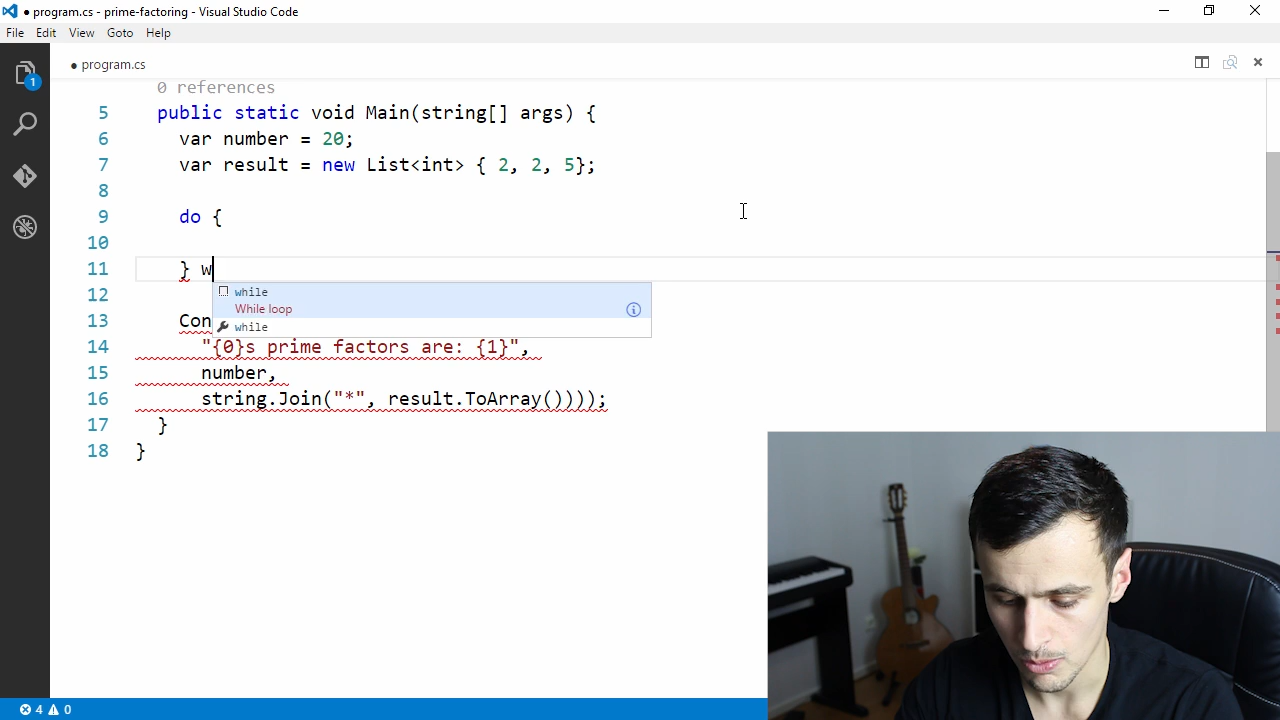 ● program.cs - prime-factoring - Visual Studio Code
File Edit View Goto Help
1
● program.cs
0 references
5 public static void Main(string[] args) {
6 var number = 20;
7 var result = new List<int> { 2, 2, 5};
8
9 do {
10
11 } w
while
While loop
while
12
13 Con
14 "{0}s prime factors are: {1}",
15 number,
16 string.Join("*", result.ToArray())));
17 }
18 }
4 0